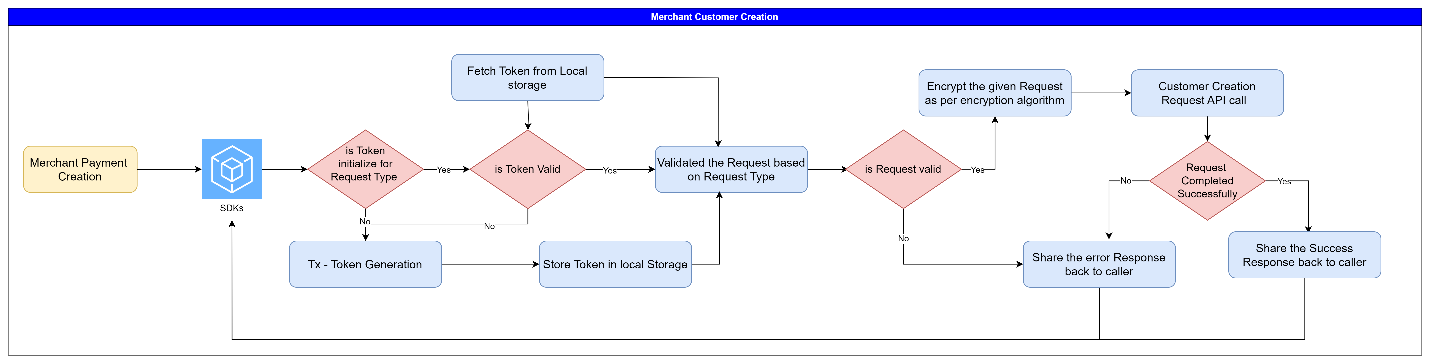 Merchant Customer Creation
Fetch Token from Local
storage
Encrypt the given Request
as per encryption algorithm
Customer Creation
Request API call
Merchant Payment
Creation
SDKs
is Token
initialize for
Request Type
Yes
is Token Valid
Yes
Validated the Request based
on Request Type
is Request valid
Yes
Request
Completed
Successfully
No
Yes
No
No
No
Tx - Token Generation
Store Token in local Storage
Share the error Response
back to caller
Share the Success
Response back to caller